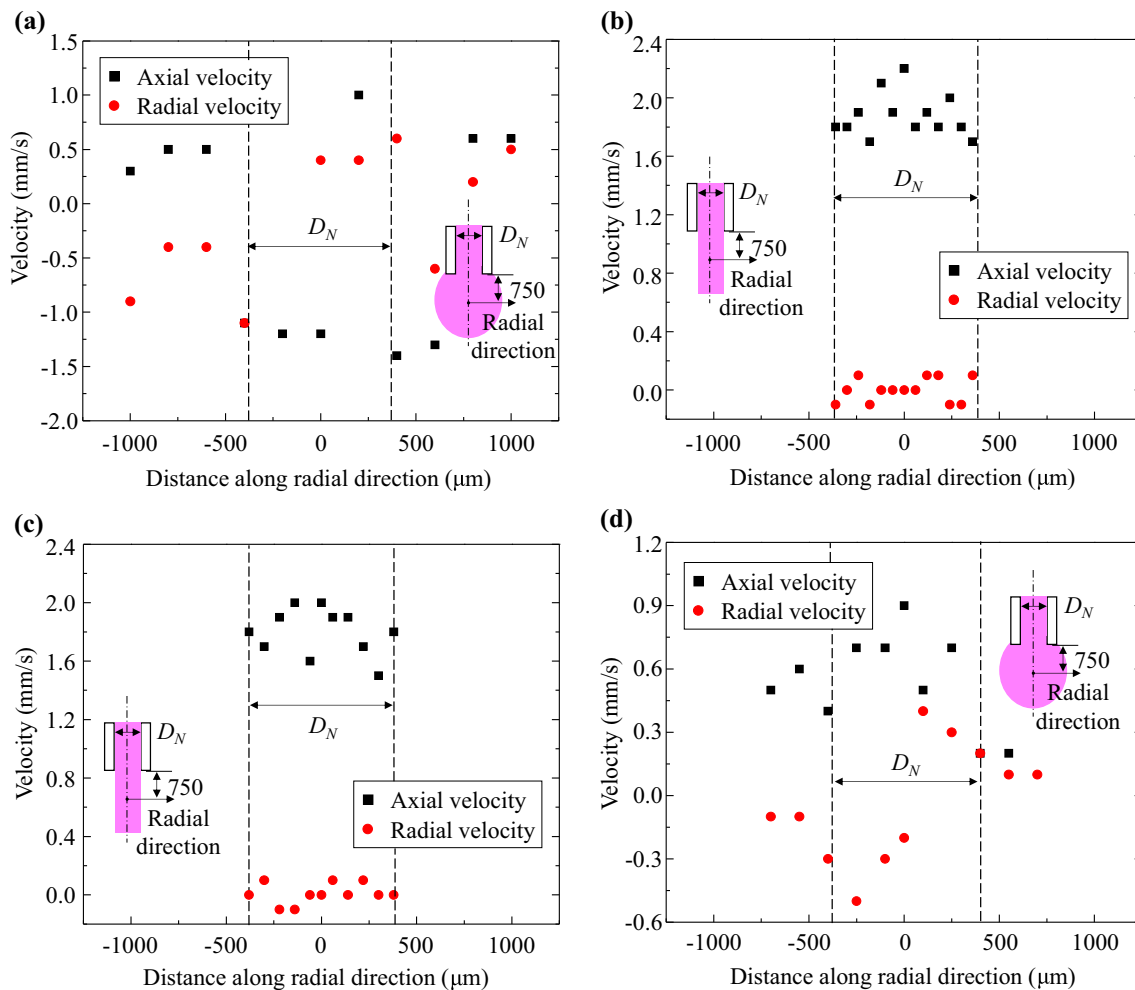 (a)
1.5
1.0
0.5
0.0
-0.5
-1.0
-1.5
-2.0
Velocity (mm/s)
Axial velocity
Radial velocity
D_N
D_N
750
Radial
direction
-1000
-500
0
500
1000
Distance along radial direction (μm)
(b)
2.4
2.0
1.6
1.2
0.8
0.4
0.0
Velocity (mm/s)
D_N
D_N
750
Radial
direction
Axial velocity
Radial velocity
-1000
-500
0
500
1000
Distance along radial direction (μm)
(c)
2.4
2.0
1.6
1.2
0.8
0.4
0.0
Velocity (mm/s)
D_N
D_N
750
Radial
direction
Axial velocity
Radial velocity
-1000
-500
0
500
1000
Distance along radial direction (μm)
(d)
1.2
0.9
0.6
0.3
0.0
-0.3
-0.6
Velocity (mm/s)
Axial velocity
Radial velocity
D_N
D_N
750
Radial
direction
-1000
-500
0
500
1000
Distance along radial direction (μm)